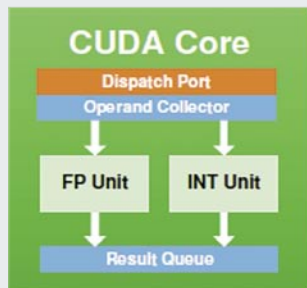 CUDA Core
Dispatch Port
Operand Collector
FP Unit
INT Unit
Result Queue